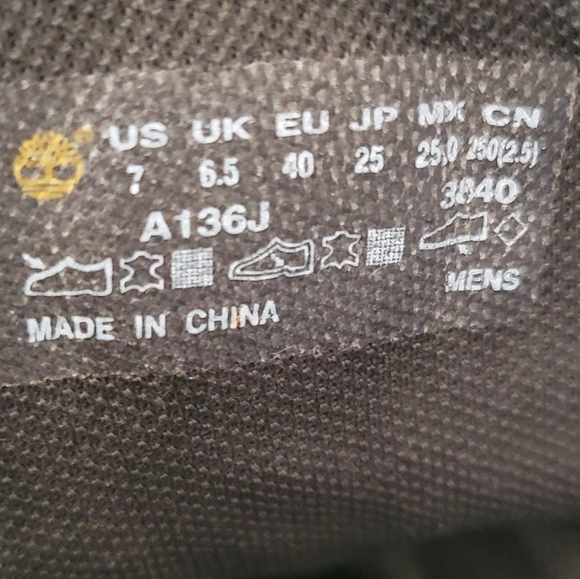 US UK EU JP MX CN
7 6.5 40 25 25.0 250(2.5)
A136J 3840
MENS
MADE IN CHINA